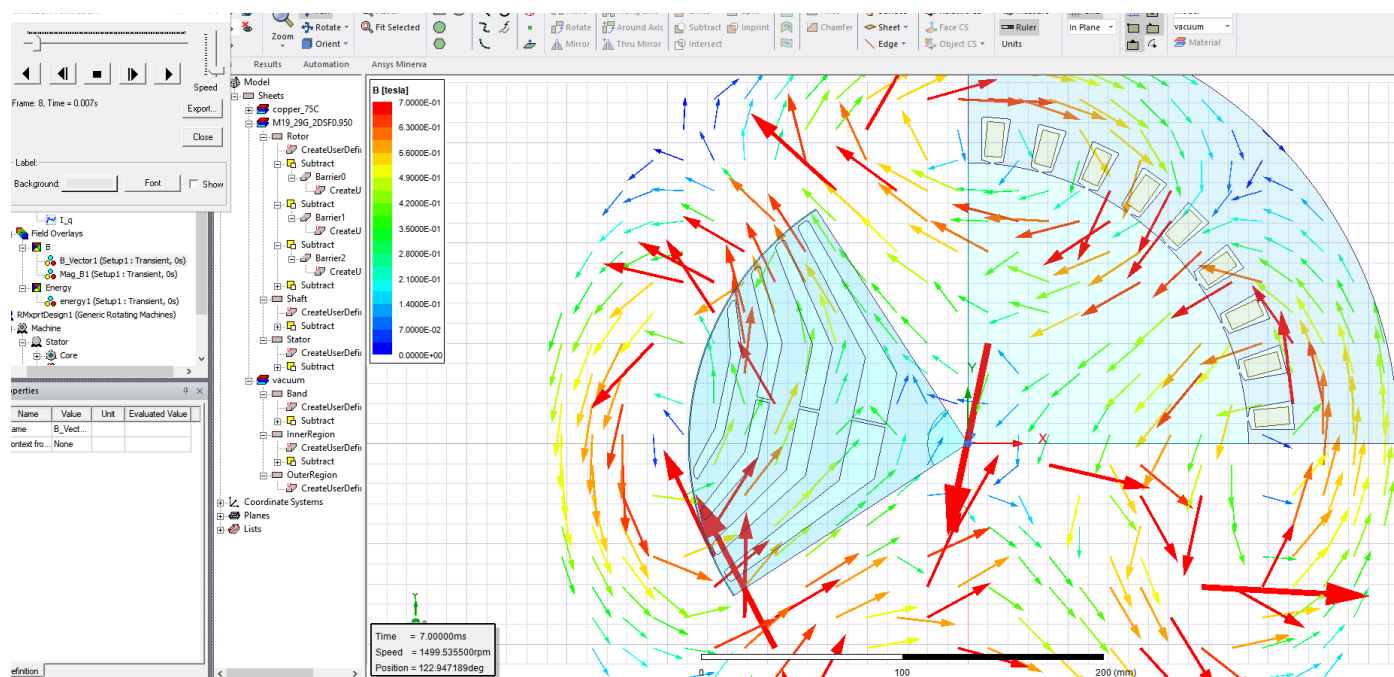 Zoom
Rotate
Orient
Fit Selected
Rotate
Around Axis
Subtract
Imprint
Chamfer
Sheet
Face CS
Ruler
In Plane
vacuum
Mirror
Thru Mirror
Intersect
Edge
Object CS
Units
Material
Results
Automation
Ansys Minerva
Speed
Frame: 8, Time = 0.007s
Export...
Close
Label:
Background:
Font
Show
I_q
Field Overlays
B
B_Vector1 (Setup1 : Transient, 0s)
Mag_B1 (Setup1 : Transient, 0s)
Energy
energy1 (Setup1 : Transient, 0s)
RMxprtDesign1 (Generic Rotating Machines)
Machine
Stator
Core
operties
Name Value Unit Evaluated Value
ame B_Vect...
ontext fro... None
efinition
Model
Sheets
copper_75C
M19_29G_2DSF0.950
Rotor
CreateUserDefi
Subtract
Barrier0
CreateU
Subtract
Barrier1
CreateU
Subtract
Barrier2
CreateU
Subtract
Shaft
CreateUserDefi
Subtract
Stator
CreateUserDefi
Subtract
vacuum
Band
CreateUserDefi
Subtract
InnerRegion
CreateUserDefi
Subtract
OuterRegion
CreateUserDefi
Coordinate Systems
Planes
Lists
B [tesla]
7.0000E-01
6.3000E-01
5.6000E-01
4.9000E-01
4.2000E-01
3.5000E-01
2.8000E-01
2.1000E-01
1.4000E-01
7.0000E-02
0.0000E+00
Y
X
Y
Time = 7.00000ms
Speed = 1499.535500rpm
Position = 122.947189deg
0 100 200 (mm)